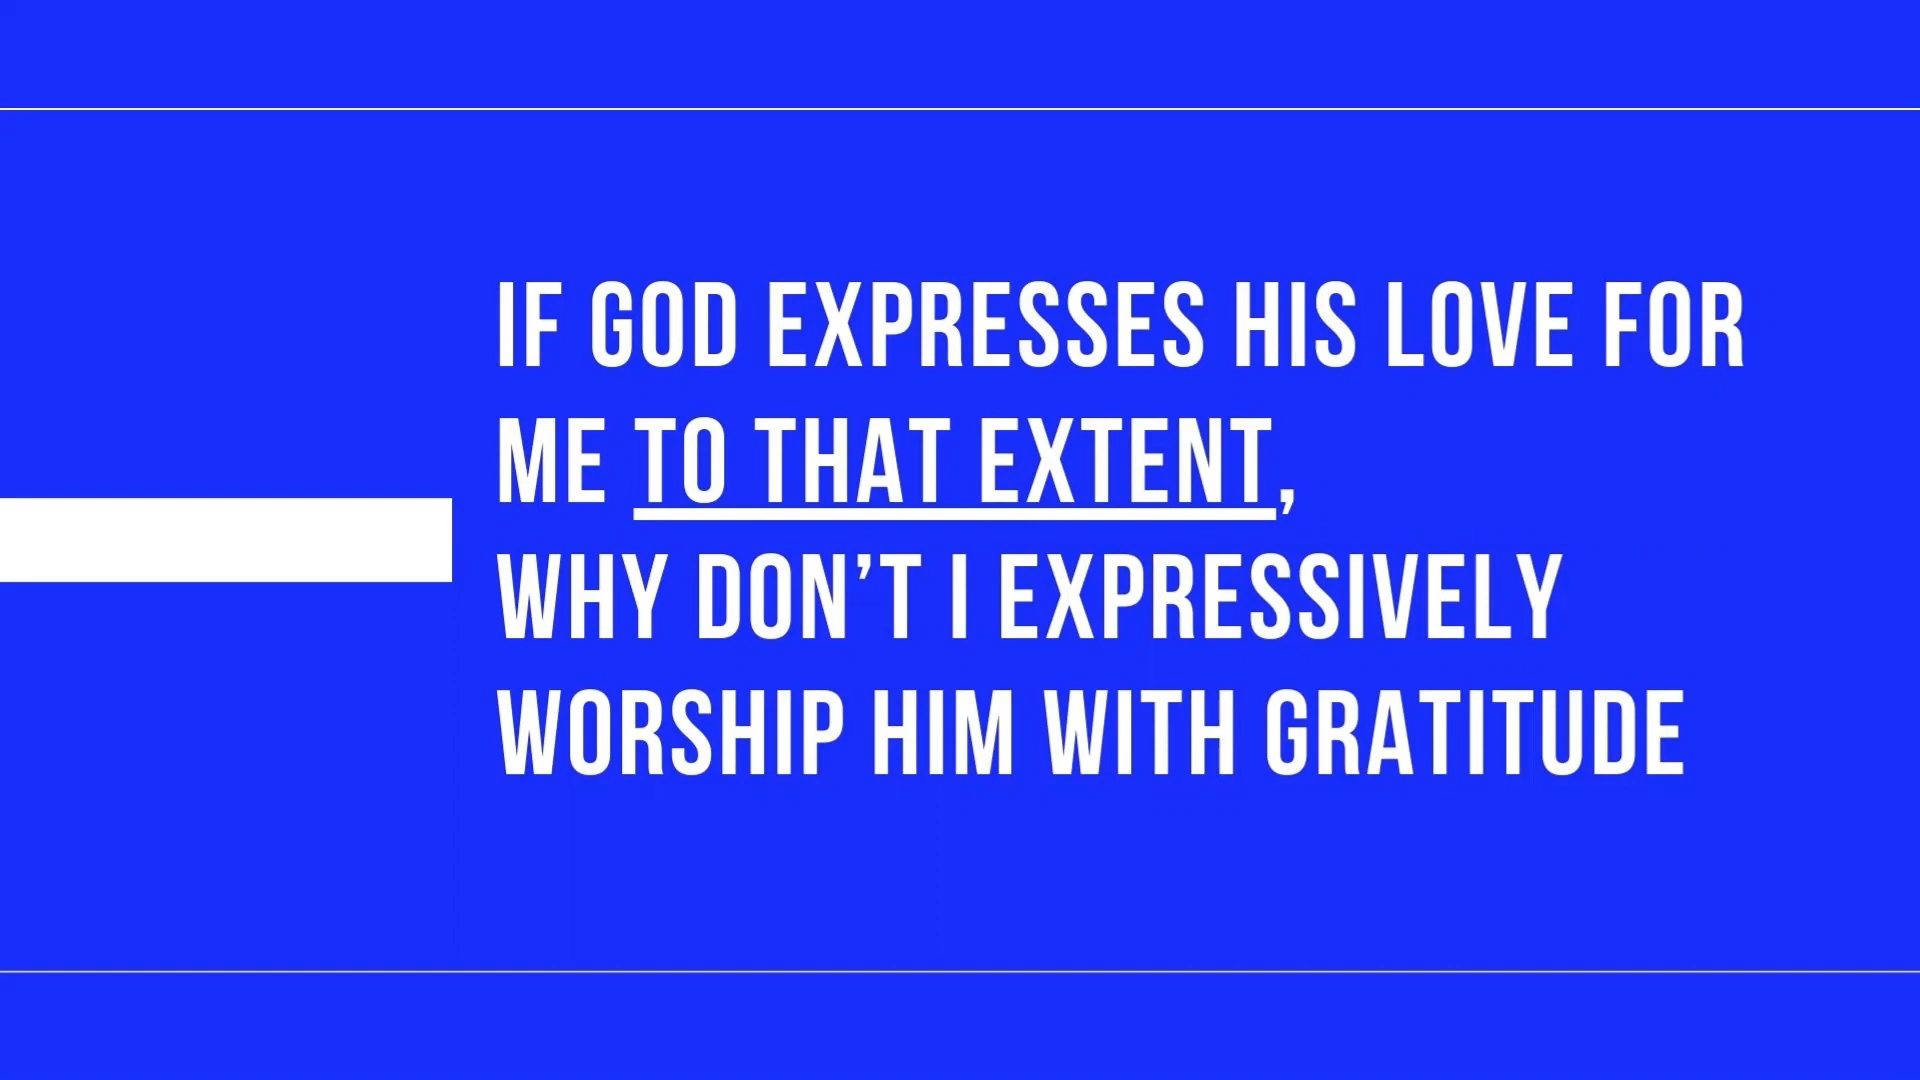 IF GOD EXPRESSES HIS LOVE FOR
ME TO THAT EXTENT,
WHY DON’T I EXPRESSIVELY
WORSHIP HIM WITH GRATITUDE